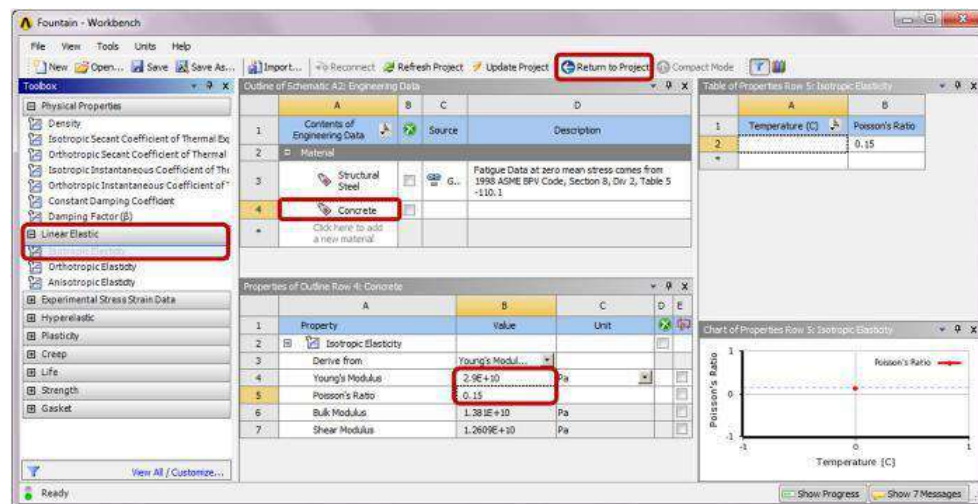 Fountain - Workbench
File View Tools Units Help
New Open... Save Save As... Import... Reconnect Refresh Project Update Project Return to Project Compact Mode
Toolbox
Physical Properties
Density
Isotropic Secant Coefficient of Thermal Ex
Orthotropic Secant Coefficient of Thermal
Isotropic Instantaneous Coefficient of The
Orthotropic Instantaneous Coefficient of
Constant Damping Coefficient
Damping Factor (β)
Linear Elastic
Isotropic Elasticity
Orthotropic Elasticity
Anisotropic Elasticity
Experimental Stress Strain Data
Hyperelastic
Plasticity
Creep
Life
Strength
Gasket
View All / Customize...
Outline of Schematic A2: Engineering Data
A B C D
1 Contents of Engineering Data Source Description
2 Material
3 Structural Steel G.. Fatigue Data at zero mean stress comes from
1998 ASME BPV Code, Section 8, Div 2, Table 5
-110.1
4 Concrete
* Click here to add
a new material
Properties of Outline Row 4: Concrete
A B C D E
1 Property Value Unit
2 Isotropic Elasticity
3 Derive from Young's Modul...
4 Young's Modulus 2.9E+10 Pa
5 Poisson's Ratio 0.15
6 Bulk Modulus 1.381E+10 Pa
7 Shear Modulus 1.2609E+10 Pa
Table of Properties Row 5: Isotropic Elasticity
A B
1 Temperature (C) Poisson's Ratio
2 0.15
*
Chart of Properties Row 5: Isotropic Elasticity
Poisson's Ratio
Poisson's Ratio
1
0
-1
-1 0 1
Temperature [C]
Ready
Show Progress Show 7 Messages